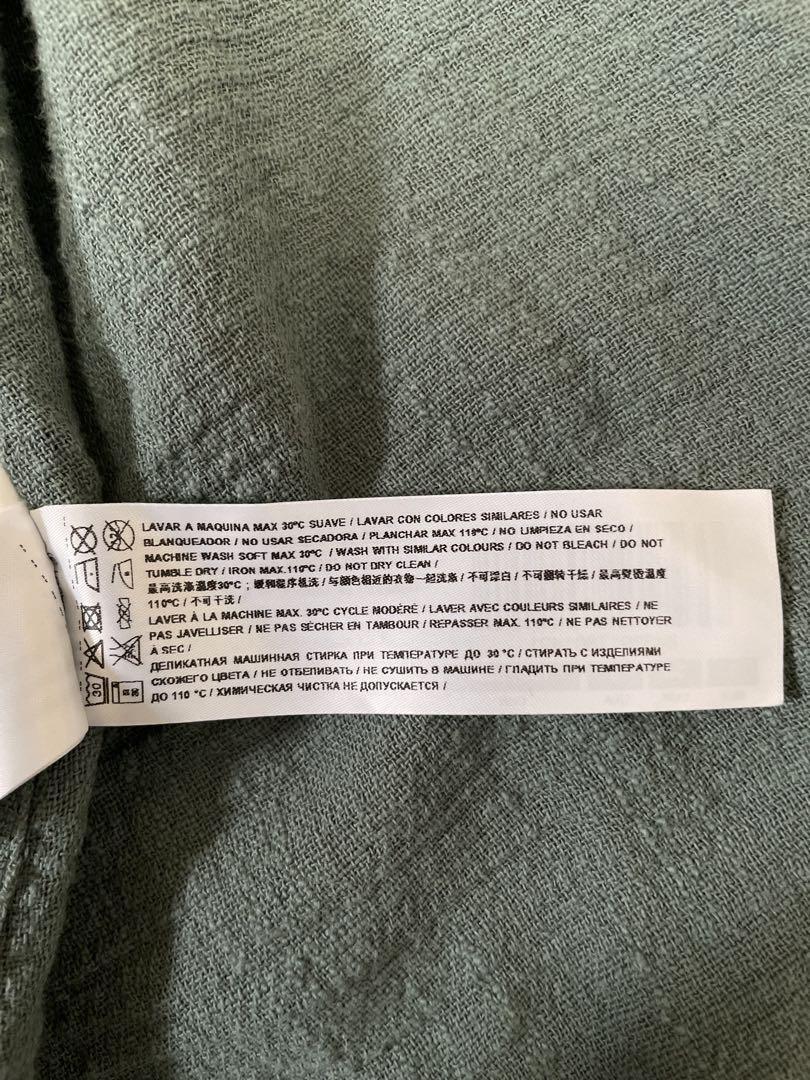 LAVAR A MAQUINA MAX 30ºC SUAVE / LAVAR CON COLORES SIMILARES / NO USAR
BLANQUEADOR / NO USAR SECADORA / PLANCHAR MAX 110ºC / NO LIMPIEZA EN SECO /
MACHINE WASH SOFT MAX 30ºC / WASH WITH SIMILAR COLOURS / DO NOT BLEACH / DO NOT
TUMBLE DRY / IRON MAX.110ºC / DO NOT DRY CLEAN /
最高洗涤温度30ºC；缓和程序机洗 / 与颜色相近的衣物一起洗涤 / 不可漂白 / 不可翻转干燥 / 最高熨烫温度
110ºC / 不可干洗 /
LAVER À LA MACHINE MAX. 30ºC CYCLE MODÉRÉ / LAVER AVEC COULEURS SIMILAIRES / NE
PAS JAVELLISER / NE PAS SÉCHER EN TAMBOUR / REPASSER MAX. 110ºC / NE PAS NETTOYER
À SEC /
ДЕЛИКАТНАЯ МАШИННАЯ СТИРКА ПРИ ТЕМПЕРАТУРЕ ДО 30 °C / СТИРАТЬ С ИЗДЕЛИЯМИ
СХОЖЕГО ЦВЕТА / НЕ ОТБЕЛИВАТЬ / НЕ СУШИТЬ В МАШИНЕ / ГЛАДИТЬ ПРИ ТЕМПЕРАТУРЕ
ДО 110 °C / ХИМИЧЕСКАЯ ЧИСТКА НЕ ДОПУСКАЕТСЯ /
30